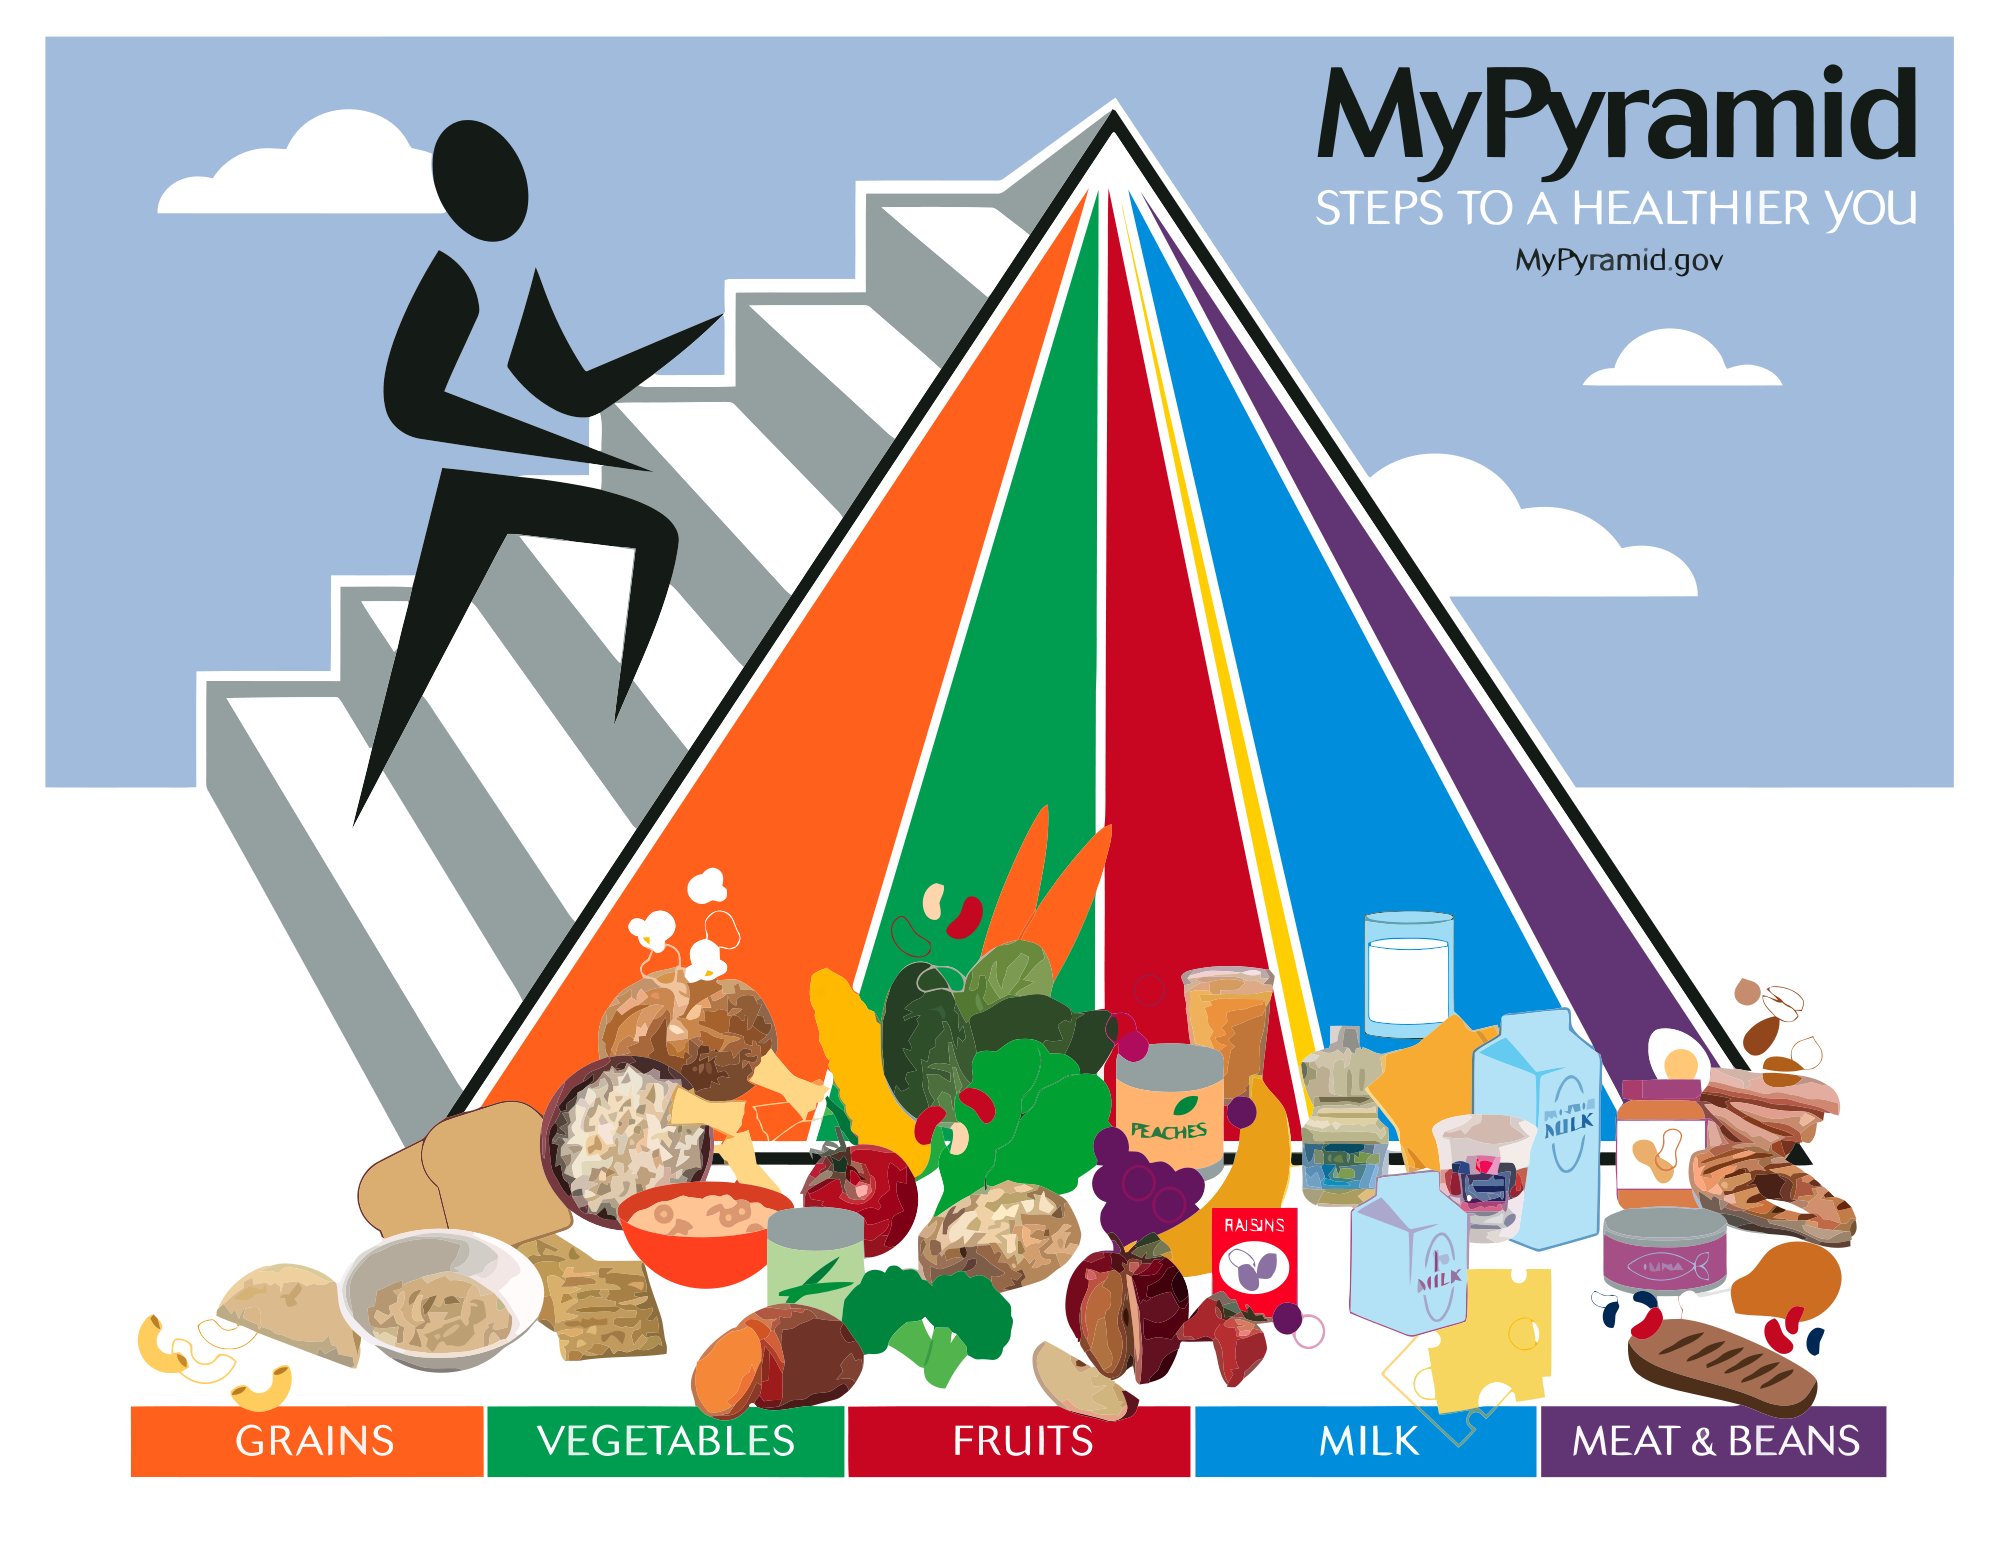 MyPyramid
STEPS TO A HEALTHIER YOU
MyPyramid.gov
PEACHES
MILK
RAISINS
MILK
TUNA
GRAINS
VEGETABLES
FRUITS
MILK
MEAT & BEANS